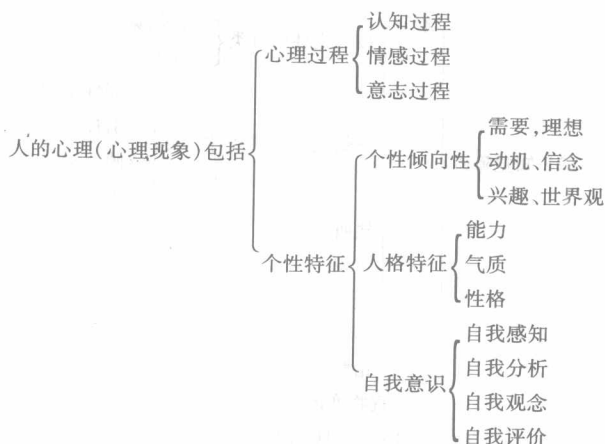 认知过程
心理过程
情感过程
意志过程
人的心理(心理现象)包括
需要,理想
个性倾向性
动机、信念
兴趣、世界观
个性特征
人格特征
能力
气质
性格
自我意识
自我感知
自我分析
自我观念
自我评价